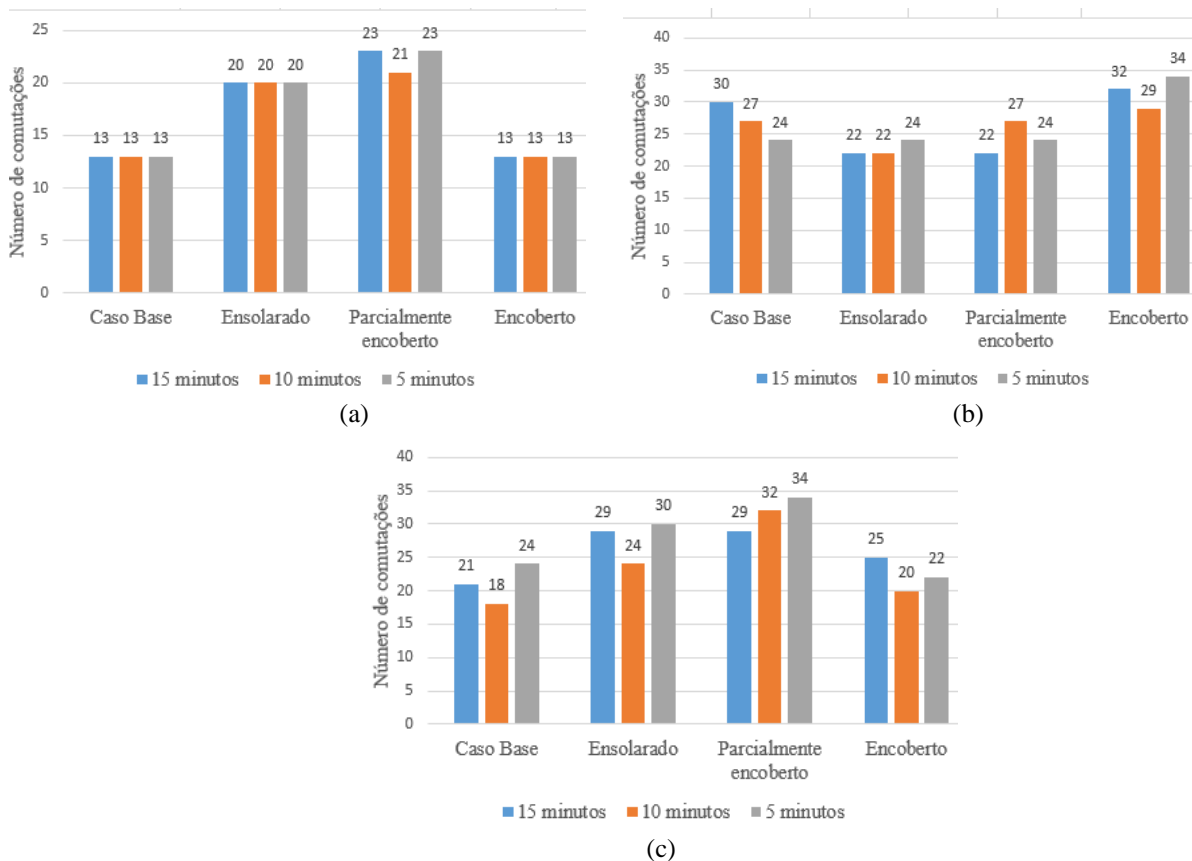 Número de comutações
25
20
15
10
5
0
13 13 13
20 20 20
23 21 23
13 13 13
Caso Base Ensolarado Parcialmente encoberto Encoberto
15 minutos 10 minutos 5 minutos
(a)
Número de comutações
40
35
30
25
20
15
10
5
0
30 27 24
22 22 24
22 27 24
32 29 34
Caso Base Ensolarado Parcialmente encoberto Encoberto
15 minutos 10 minutos 5 minutos
(b)
Número de comutações
40
35
30
25
20
15
10
5
0
21 18 24
29 24 30
29 32 34
25 20 22
Caso Base Ensolarado Parcialmente encoberto Encoberto
15 minutos 10 minutos 5 minutos
(c)